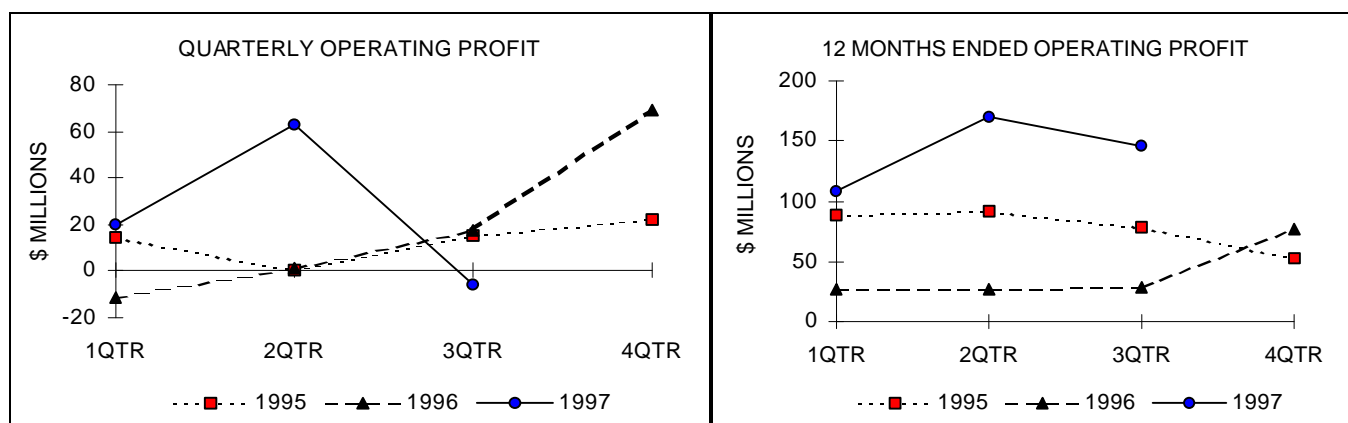 QUARTERLY OPERATING PROFIT
80
60
40
20
0
-20
$ MILLIONS
1QTR 2QTR 3QTR 4QTR
1995 1996 1997
12 MONTHS ENDED OPERATING PROFIT
200
150
100
50
0
$ MILLIONS
1QTR 2QTR 3QTR 4QTR
1995 1996 1997